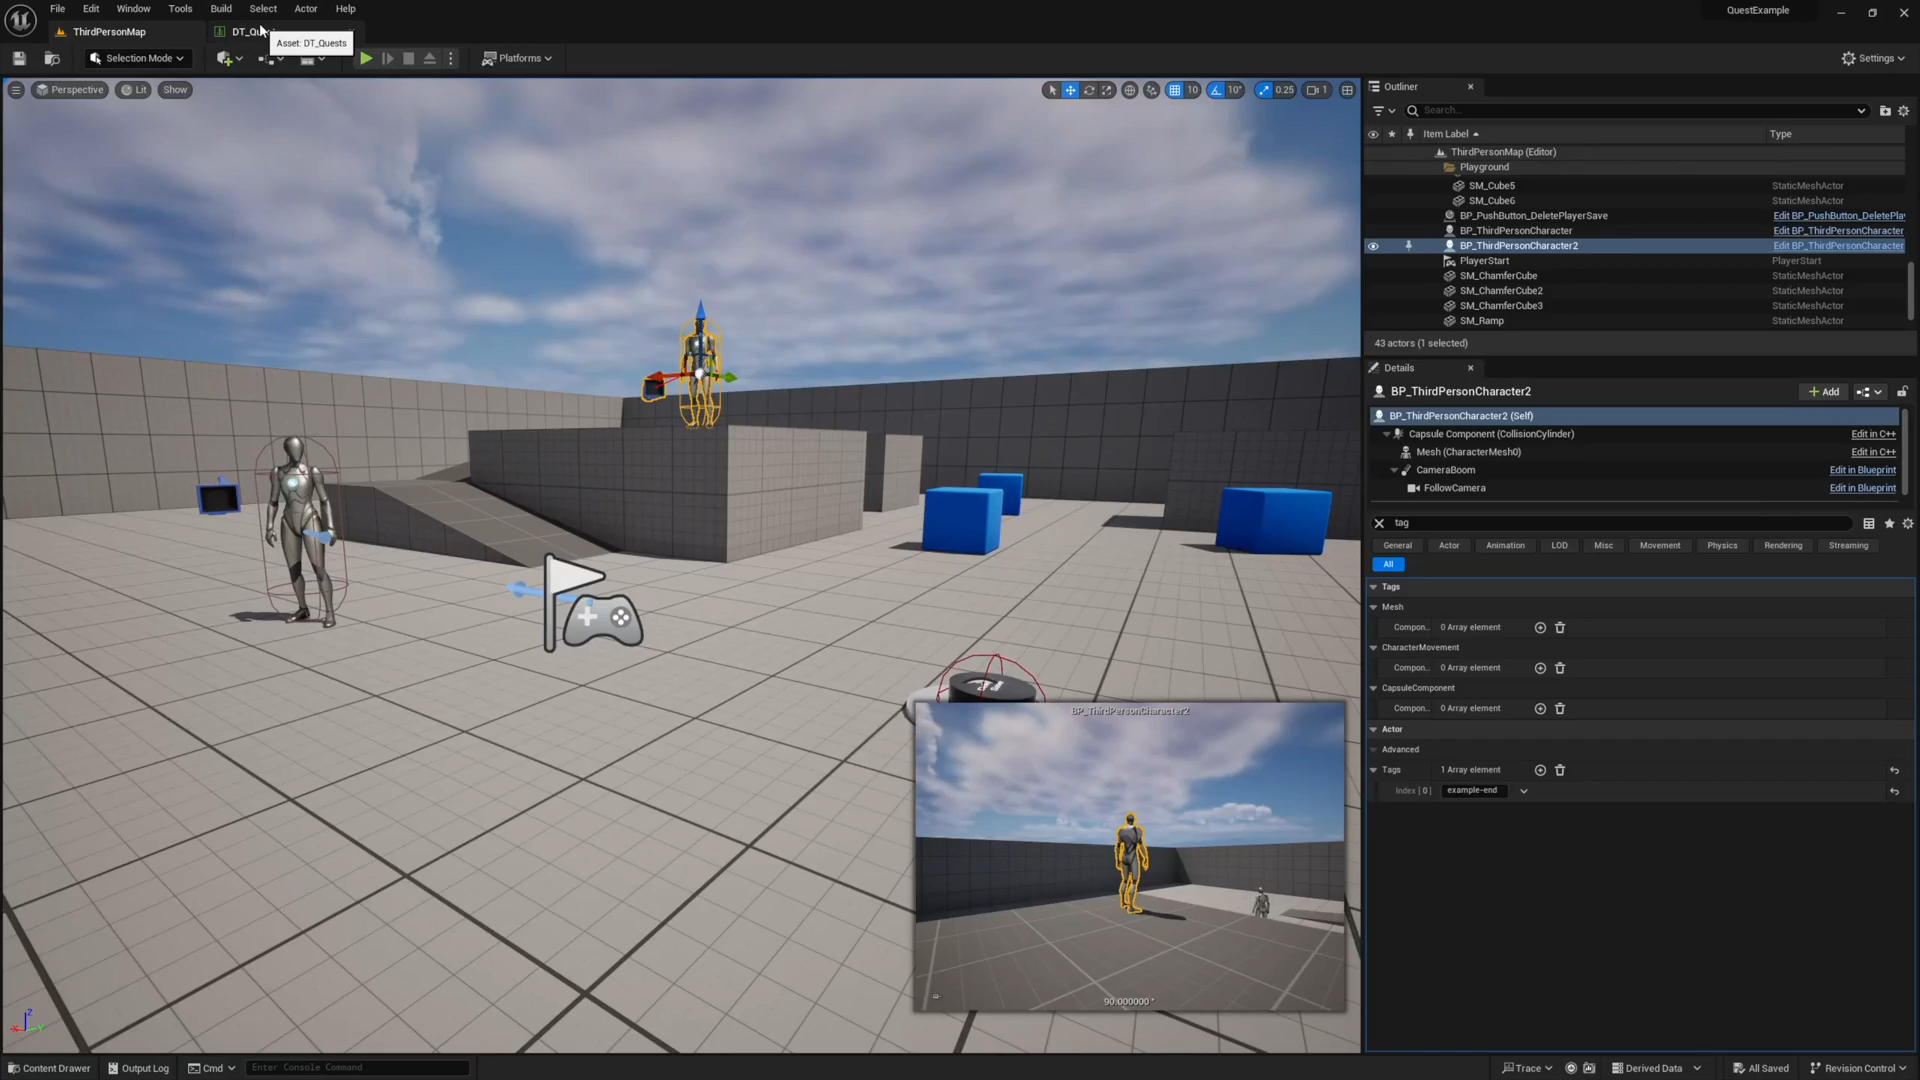 File Edit Window Tools Build Select Actor Help
QuestExample
ThirdPersonMap
DT_Qu
Asset: DT_Quests
Selection Mode
Platforms
Settings
Perspective
Lit
Show
10
10°
0.25
1
Outliner
Search...
Item Label
Type
ThirdPersonMap (Editor)
Playground
SM_Cube5 StaticMeshActor
SM_Cube6 StaticMeshActor
BP_PushButton_DeletePlayerSave Edit BP_PushButton_DeletePla
BP_ThirdPersonCharacter Edit BP_ThirdPersonCharacter
BP_ThirdPersonCharacter2 Edit BP_ThirdPersonCharacter
PlayerStart PlayerStart
SM_ChamferCube StaticMeshActor
SM_ChamferCube2 StaticMeshActor
SM_ChamferCube3 StaticMeshActor
SM_Ramp StaticMeshActor
43 actors (1 selected)
Details
BP_ThirdPersonCharacter2
Add
BP_ThirdPersonCharacter2 (Self)
Capsule Component (CollisionCylinder) Edit in C++
Mesh (CharacterMesh0) Edit in C++
CameraBoom Edit in Blueprint
FollowCamera Edit in Blueprint
tag
General Actor Animation LOD Misc Movement Physics Rendering Streaming
All
Tags
Mesh
Compon.. 0 Array element
CharacterMovement
Compon.. 0 Array element
CapsuleComponent
Compon.. 0 Array element
Actor
Advanced
Tags 1 Array element
Index [ 0 ] example-end
BP_ThirdPersonCharacter2
90.000000 °
Z
X
Y
Content Drawer
Output Log
Cmd
Enter Console Command
Trace
Derived Data
All Saved
Revision Control